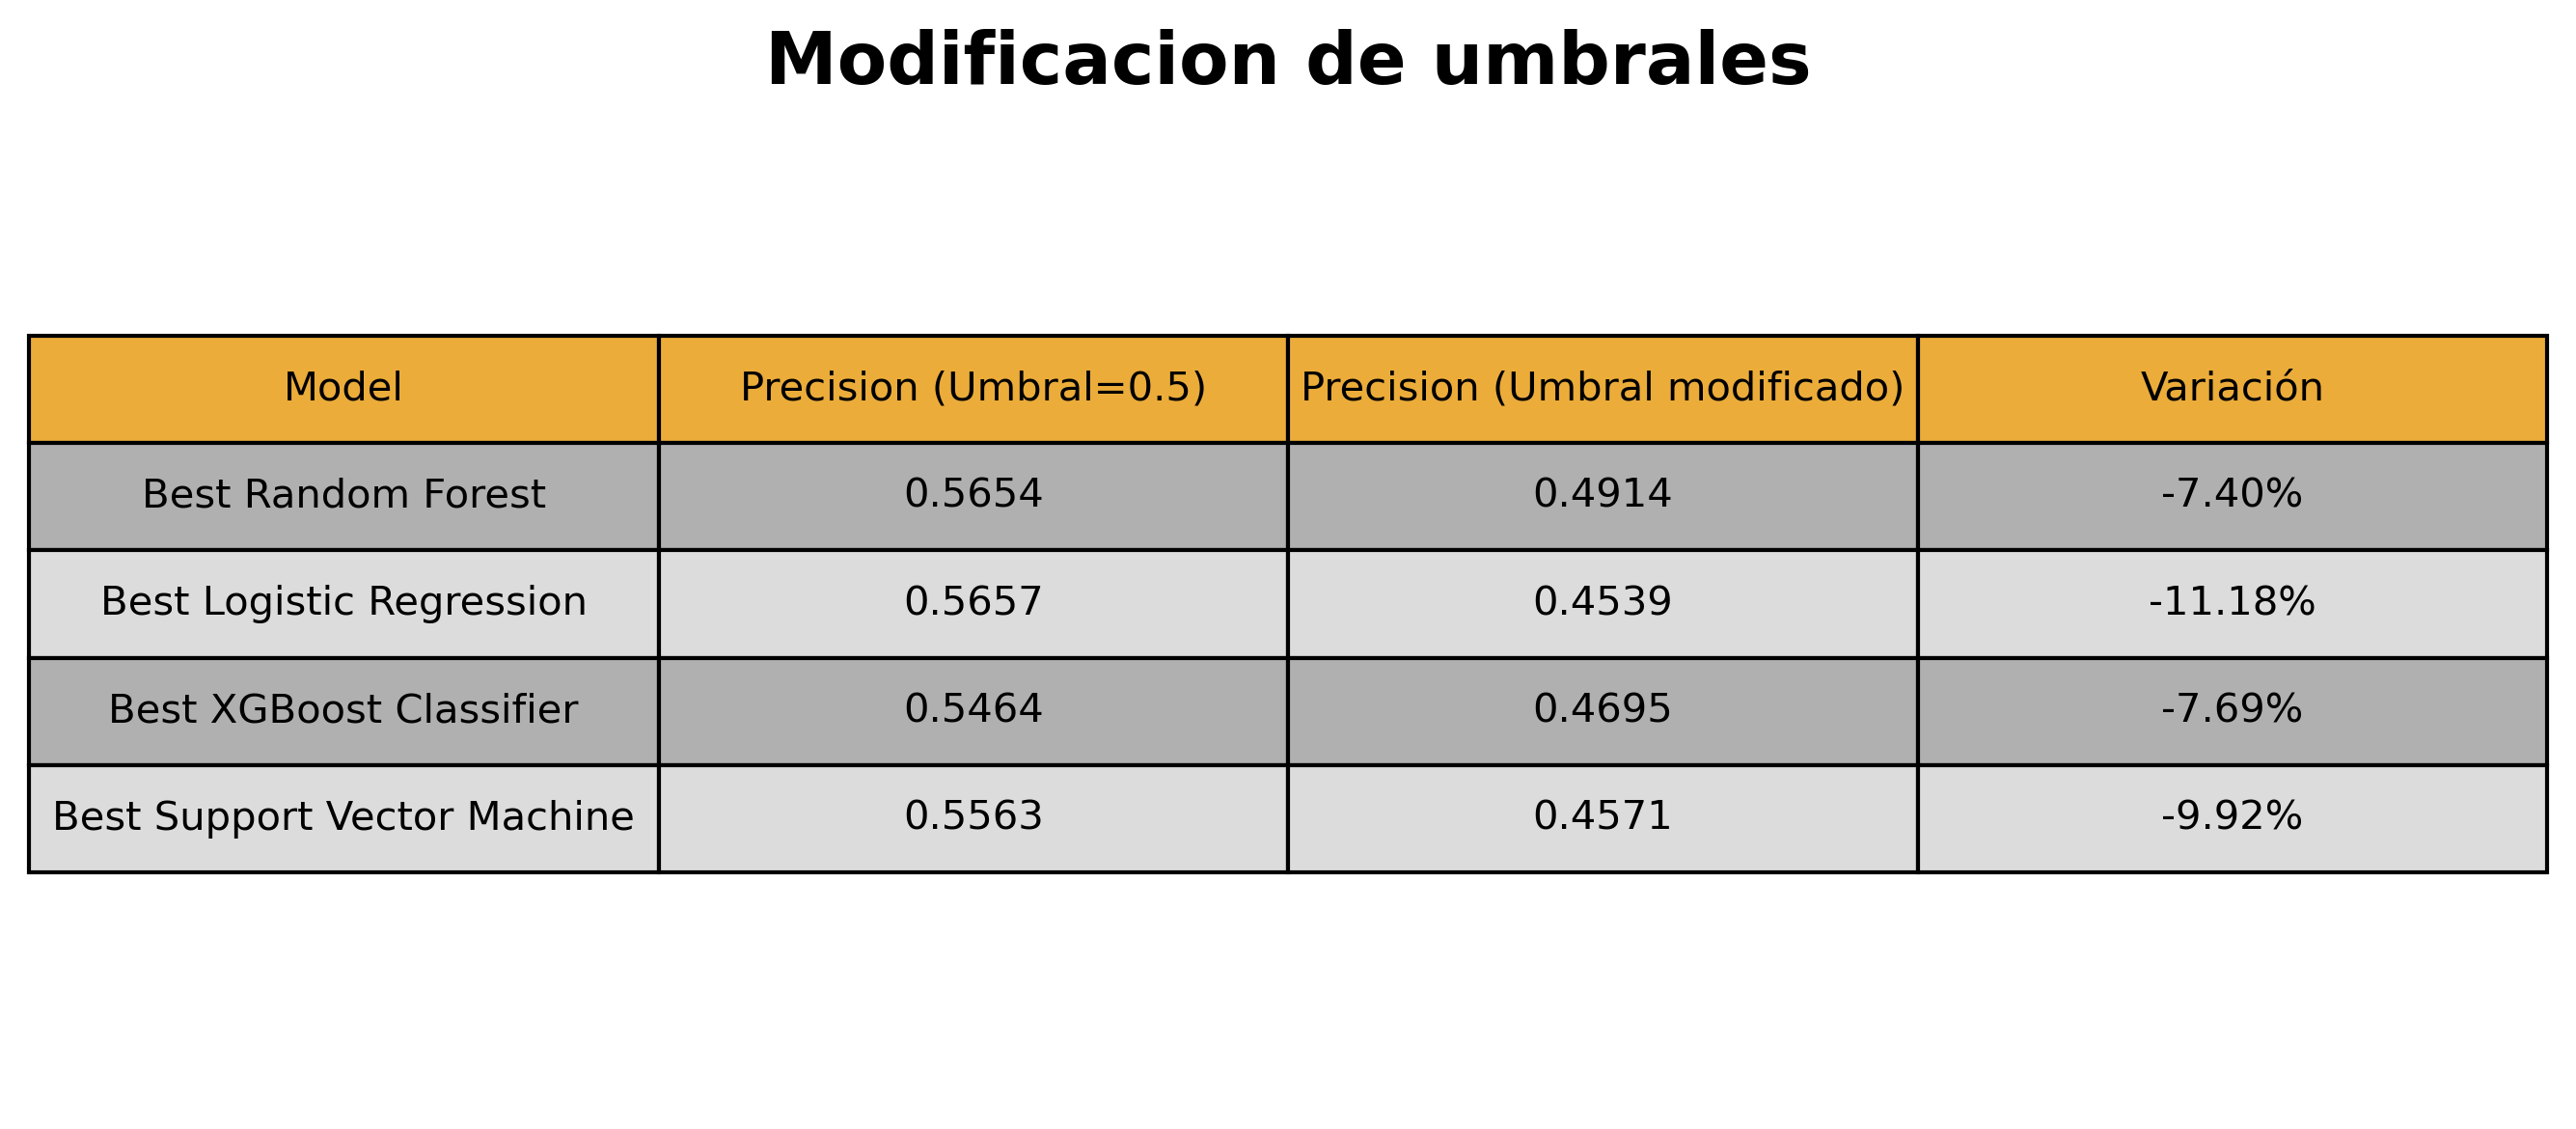 Modificacion de umbrales
Model Precision (Umbral=0.5) Precision (Umbral modificado) Variación
Best Random Forest 0.5654 0.4914 -7.40%
Best Logistic Regression 0.5657 0.4539 -11.18%
Best XGBoost Classifier 0.5464 0.4695 -7.69%
Best Support Vector Machine 0.5563 0.4571 -9.92%